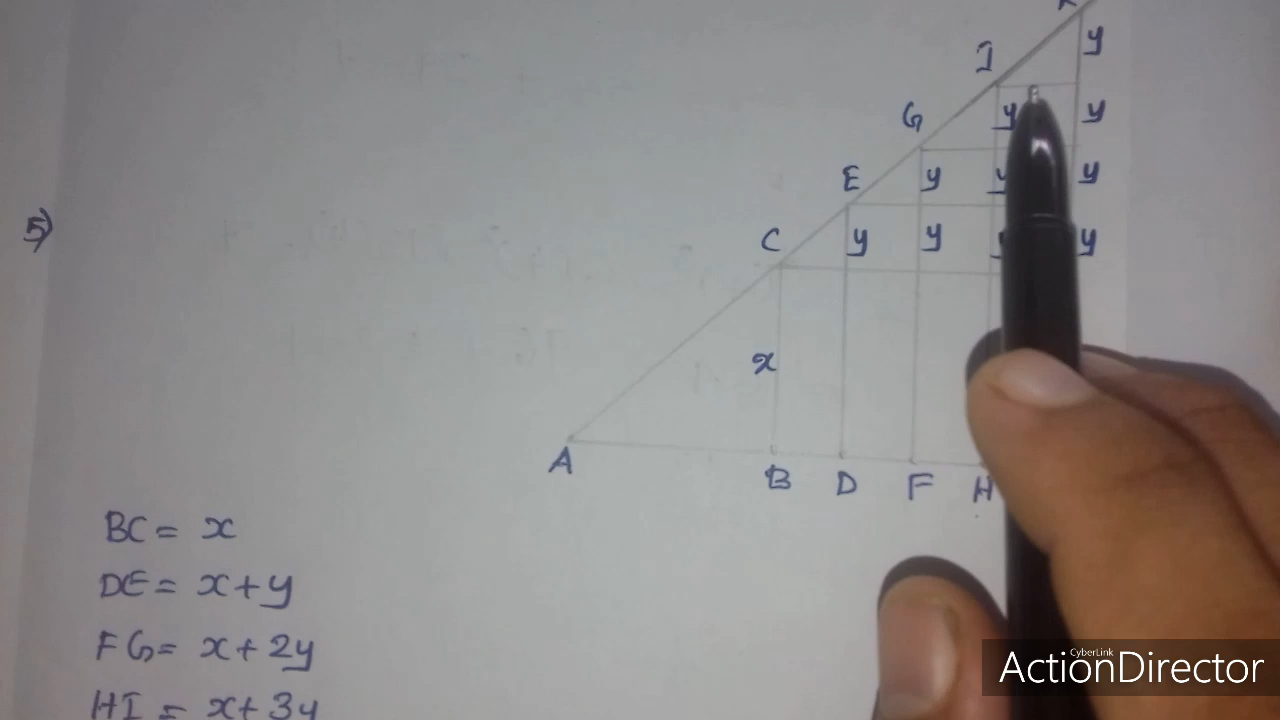 K
I y
G y y
5) E y y y
C y y y
x
A B D F H
BC = x
DE = x+y
FG = x+2y
HI = x+3y
CyberLink
ActionDirector